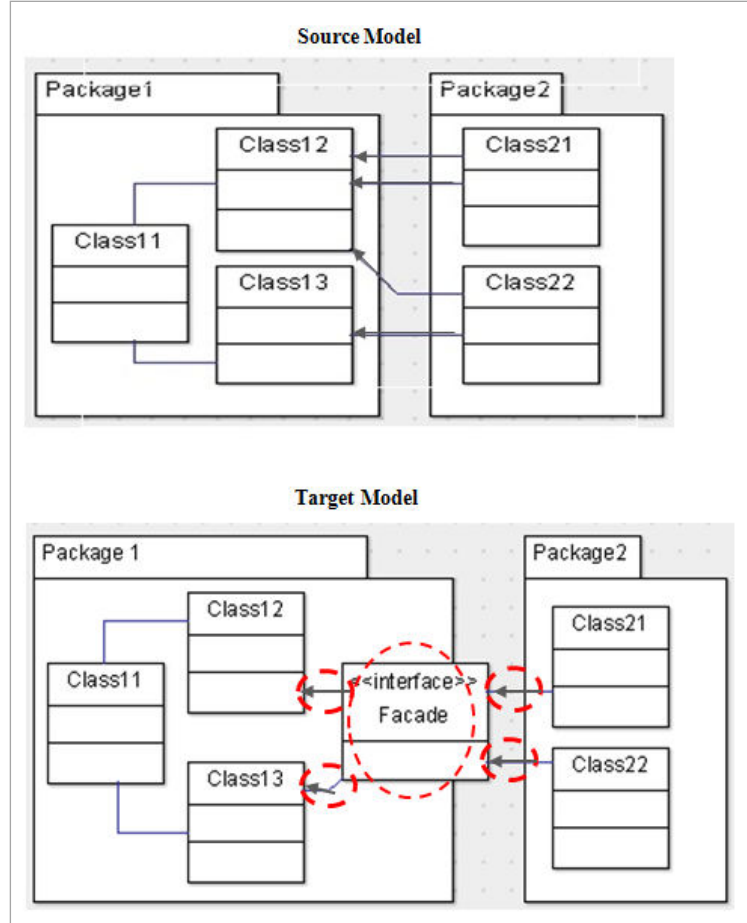 Source Model
Package1
Package2
Class12
Class21
Class11
Class13
Class22
Target Model
Package 1
Package2
Class12
Class21
Class11
<<interface>>
Facade
Class13
Class22